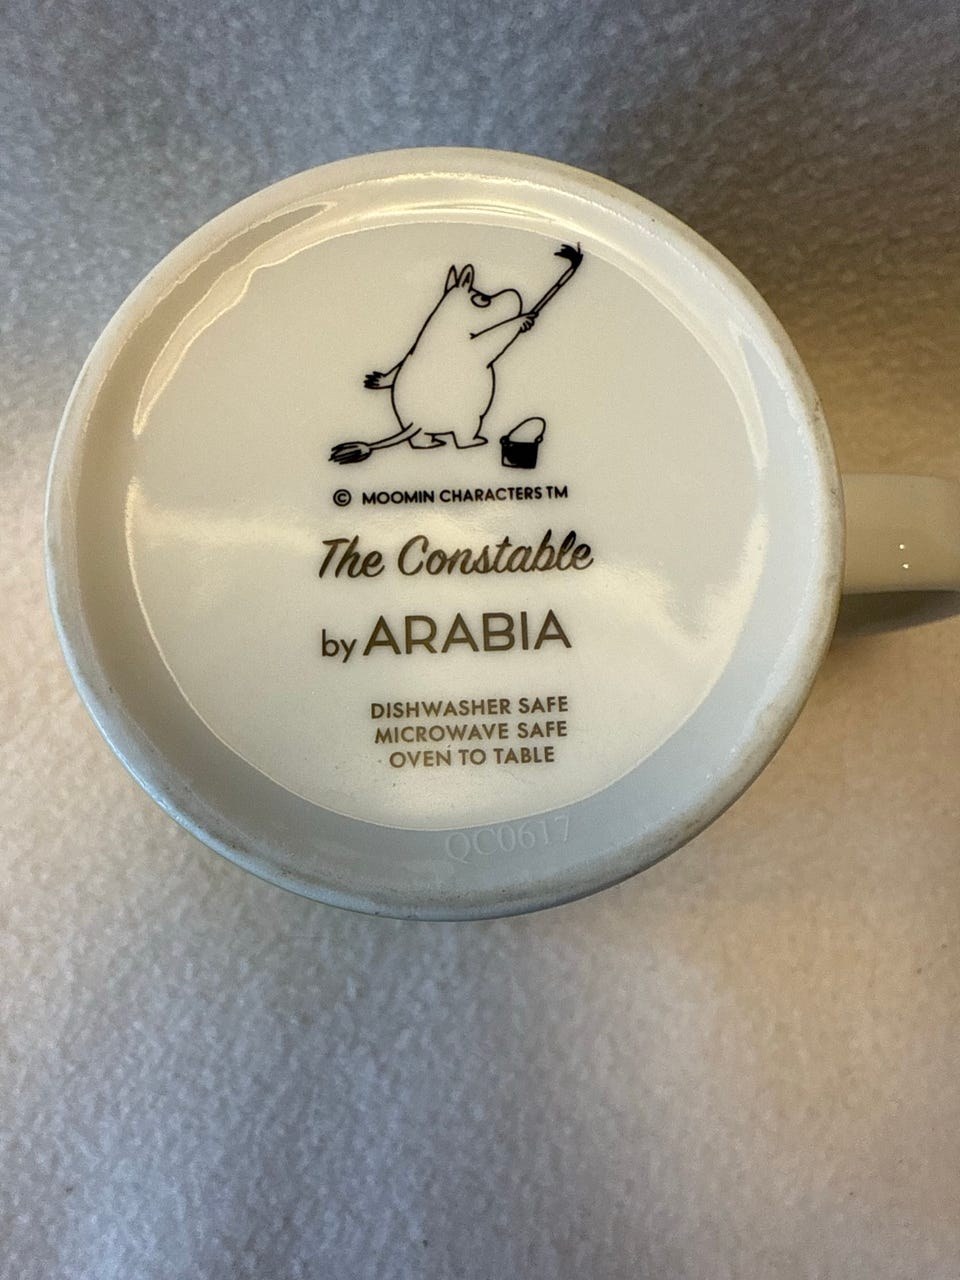 © MOOMIN CHARACTERS TM
The Constable
by ARABIA
DISHWASHER SAFE
MICROWAVE SAFE
OVEN TO TABLE
QC0617